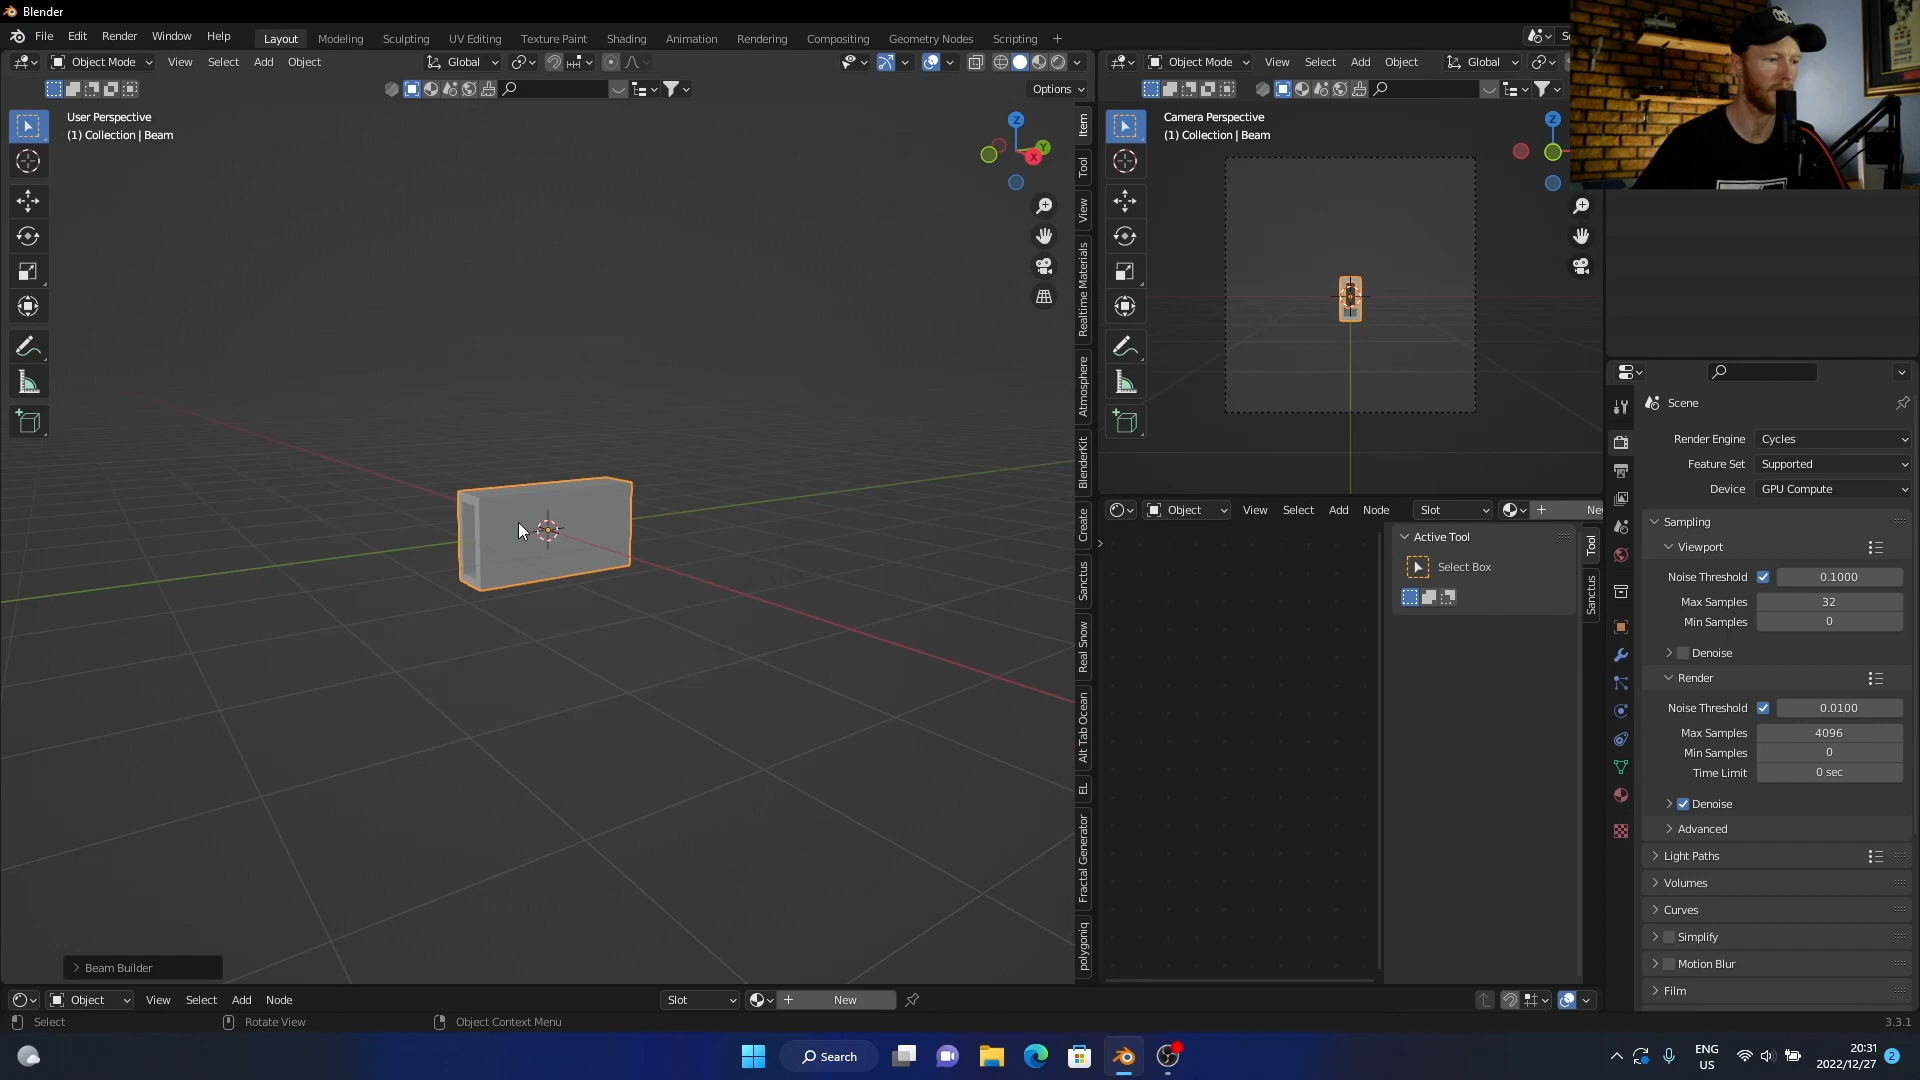 Blender
File Edit Render Window Help Layout Modeling Sculpting UV Editing Texture Paint Shading Animation Rendering Compositing Geometry Nodes Scripting
Object Mode View Select Add Object Global
Object Mode View Select Add Object Global
Options
User Perspective
(1) Collection | Beam
Z
Y
X
Item
Tool
View
Realtime Materials
Atmosphere
BlenderKit
Create
Sanctus
Real Snow
Alt Tab Ocean
EL
Fractal Generator
polygoniq
Camera Perspective
(1) Collection | Beam
Z
Object View Select Add Node Slot
Active Tool
Select Box
Tool
Sanctus
Scene
Render Engine Cycles
Feature Set Supported
Device GPU Compute
Sampling
Viewport
Noise Threshold 0.1000
Max Samples 32
Min Samples 0
Denoise
Render
Noise Threshold 0.0100
Max Samples 4096
Min Samples 0
Time Limit 0 sec
Denoise
Advanced
Light Paths
Volumes
Curves
Simplify
Motion Blur
Film
Beam Builder
Object View Select Add Node Slot New
Select Rotate View Object Context Menu 3.3.1
Search
ENG
US
20:31
2022/12/27
2